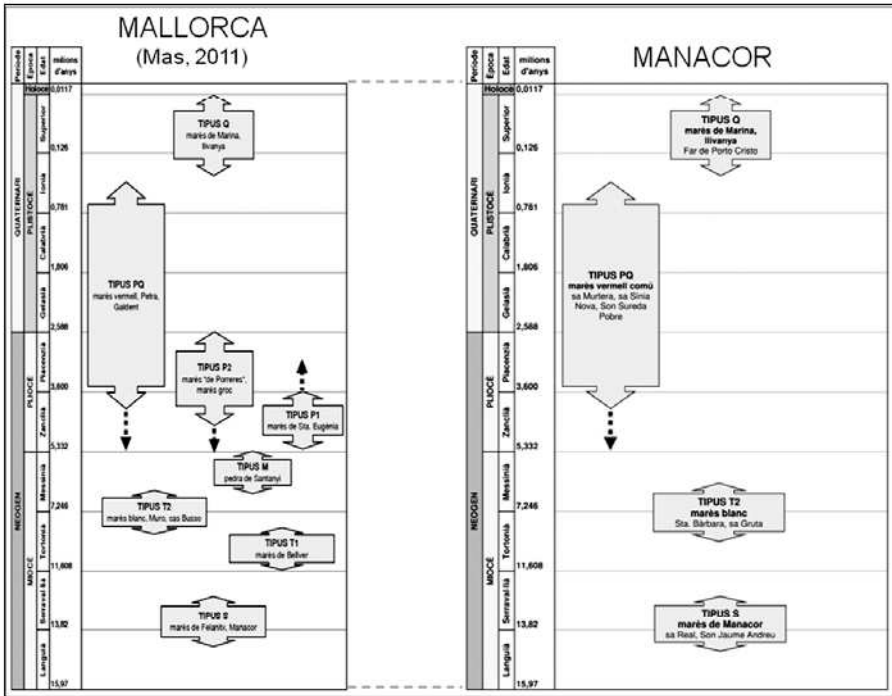 MALLORCA
(Mas, 2011)
Període
Època
Edat
milions
d'anys
Holocè 0,0117
QUATERNARI
PLISTOCÈ
Superior
0,126
Ionià
0,781
Calabrià
1,806
Gelasià
2,588
NEOGEN
PLIOCÈ
Piacenzià
3,600
Zanclià
5,332
MIOCÈ
Messinià
7,246
Tortonià
11,608
Serraval·lià
13,82
Languià
15,97
TIPUS Q
marès de Marina,
llivanya
TIPUS PQ
marès vermell, Petra,
Galdent
TIPUS P2
marès "de Porreres",
marès groc
TIPUS P1
marès de Sta. Eugènia
TIPUS M
pedra de Santanyí
TIPUS T2
marès blanc, Muro, cas Busso
TIPUS T1
marès de Bellver
TIPUS S
marès de Felanitx, Manacor
MANACOR
Període
Època
Edat
milions
d'anys
Holocè 0,0117
QUATERNARI
PLISTOCÈ
Superior
0,126
Ionià
0,781
Calabrià
1,806
Gelasià
2,588
NEOGEN
PLIOCÈ
Piacenzià
3,600
Zanclià
5,332
MIOCÈ
Messinià
7,246
Tortonià
11,608
Serraval·lià
13,82
Languià
15,97
TIPUS Q
marès de Marina,
llivanya
Far de Porto Cristo
TIPUS PQ
marès vermell comú
sa Murtera, sa Sínia
Nova, Son Sureda
Pobre
TIPUS T2
marès blanc
Sta. Bàrbara, sa Gruta
TIPUS S
marès de Manacor
sa Real, Son Jaume Andreu